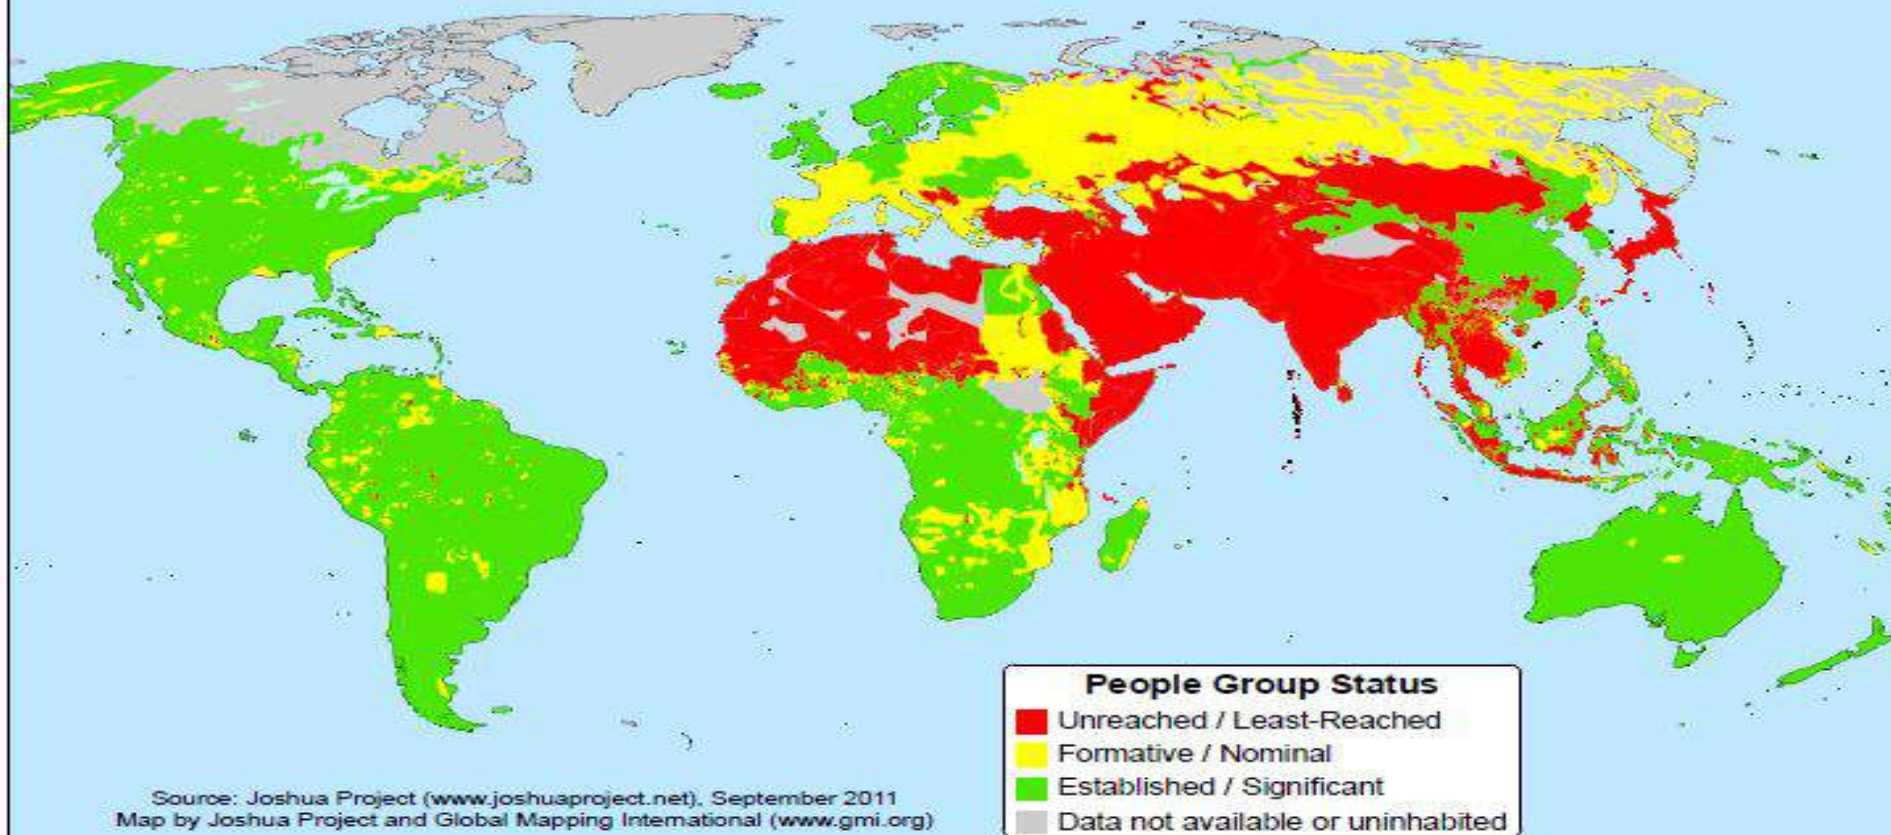 People Group Status
Unreached / Least-Reached
Formative / Nominal
Established / Significant
Data not available or uninhabited
Source: Joshua Project (www.joshuaproject.net), September 2011
Map by Joshua Project and Global Mapping International (www.gmi.org)